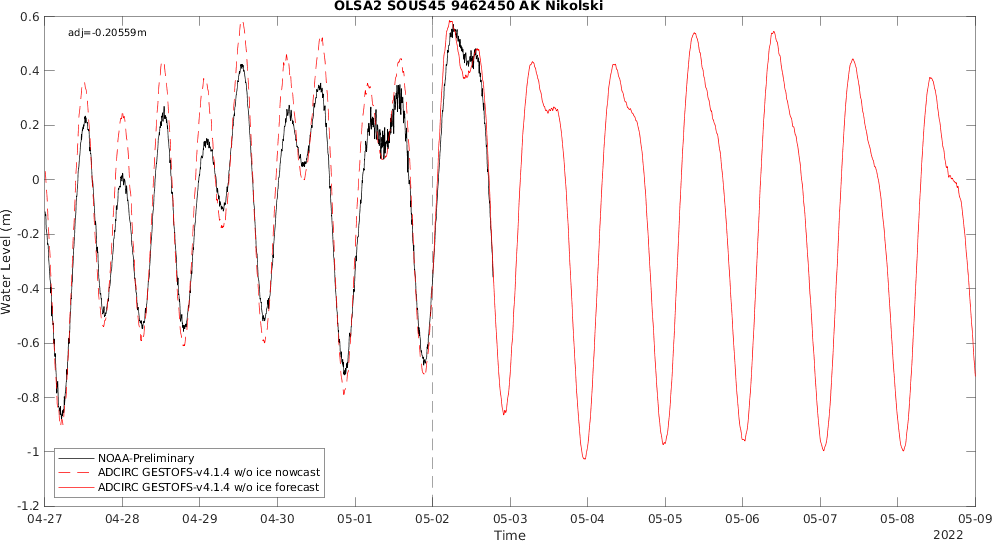 OLSA2 SOUS45 9462450 AK Nikolski
adj=-0.20559m
0.6
0.4
0.2
0
-0.2
-0.4
-0.6
-0.8
-1
-1.2
Water Level (m)
NOAA-Preliminary
ADCIRC GESTOFS-v4.1.4 w/o ice nowcast
ADCIRC GESTOFS-v4.1.4 w/o ice forecast
04-27 04-28 04-29 04-30 05-01 05-02 05-03 05-04 05-05 05-06 05-07 05-08 05-09
Time
2022